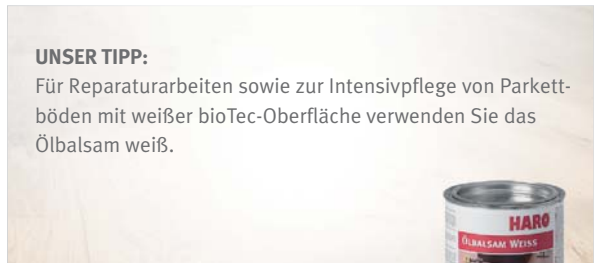 UNSER TIPP:
Für Reparaturarbeiten sowie zur Intensivpflege von Parkett-
böden mit weißer bioTec-Oberfläche verwenden Sie das
Ölbalsam weiß.
HARO
ÖLBALSAM WEISS